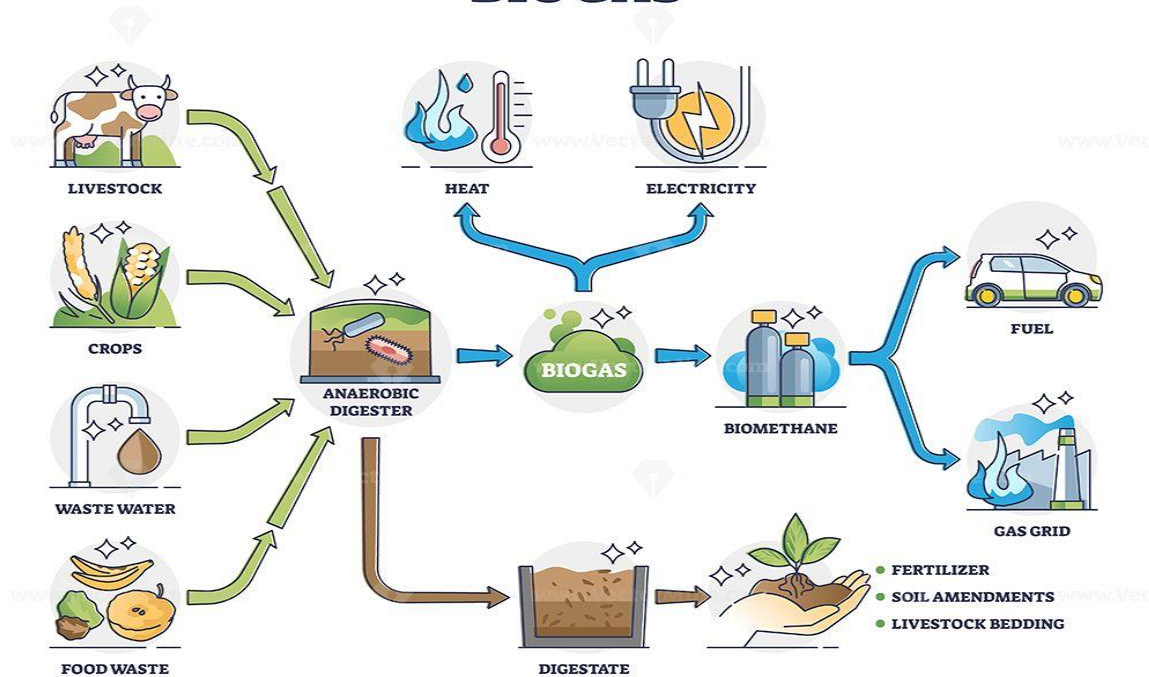 BIOGAS
LIVESTOCK
HEAT
ELECTRICITY
CROPS
FUEL
ANAEROBIC
DIGESTER
BIOGAS
BIOMETHANE
WASTE WATER
GAS GRID
FERTILIZER
SOIL AMENDMENTS
LIVESTOCK BEDDING
FOOD WASTE
DIGESTATE